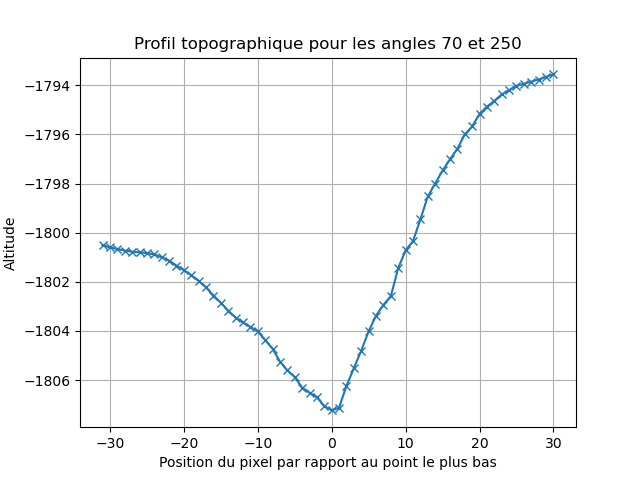 Profil topographique pour les angles 70 et 250
Altitude
−1794
−1796
−1798
−1800
−1802
−1804
−1806
−30 −20 −10 0 10 20 30
Position du pixel par rapport au point le plus bas